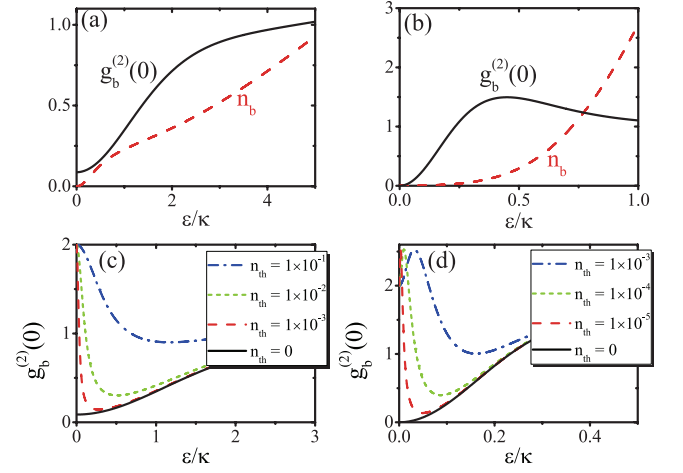 (a)
1.0
0.5
0.0
g_b^(2)(0)
n_b
0 2 4
ε/κ
(b)
3
2
1
0
g_b^(2)(0)
n_b
0.0 0.5 1.0
ε/κ
(c)
g_b^(2)(0)
2
1
0
n_th = 1×10^-1
n_th = 1×10^-2
n_th = 1×10^-3
n_th = 0
0 1 2 3
ε/κ
(d)
g_b^(2)(0)
2
1
0
n_th = 1×10^-3
n_th = 1×10^-4
n_th = 1×10^-5
n_th = 0
0.0 0.2 0.4
ε/κ